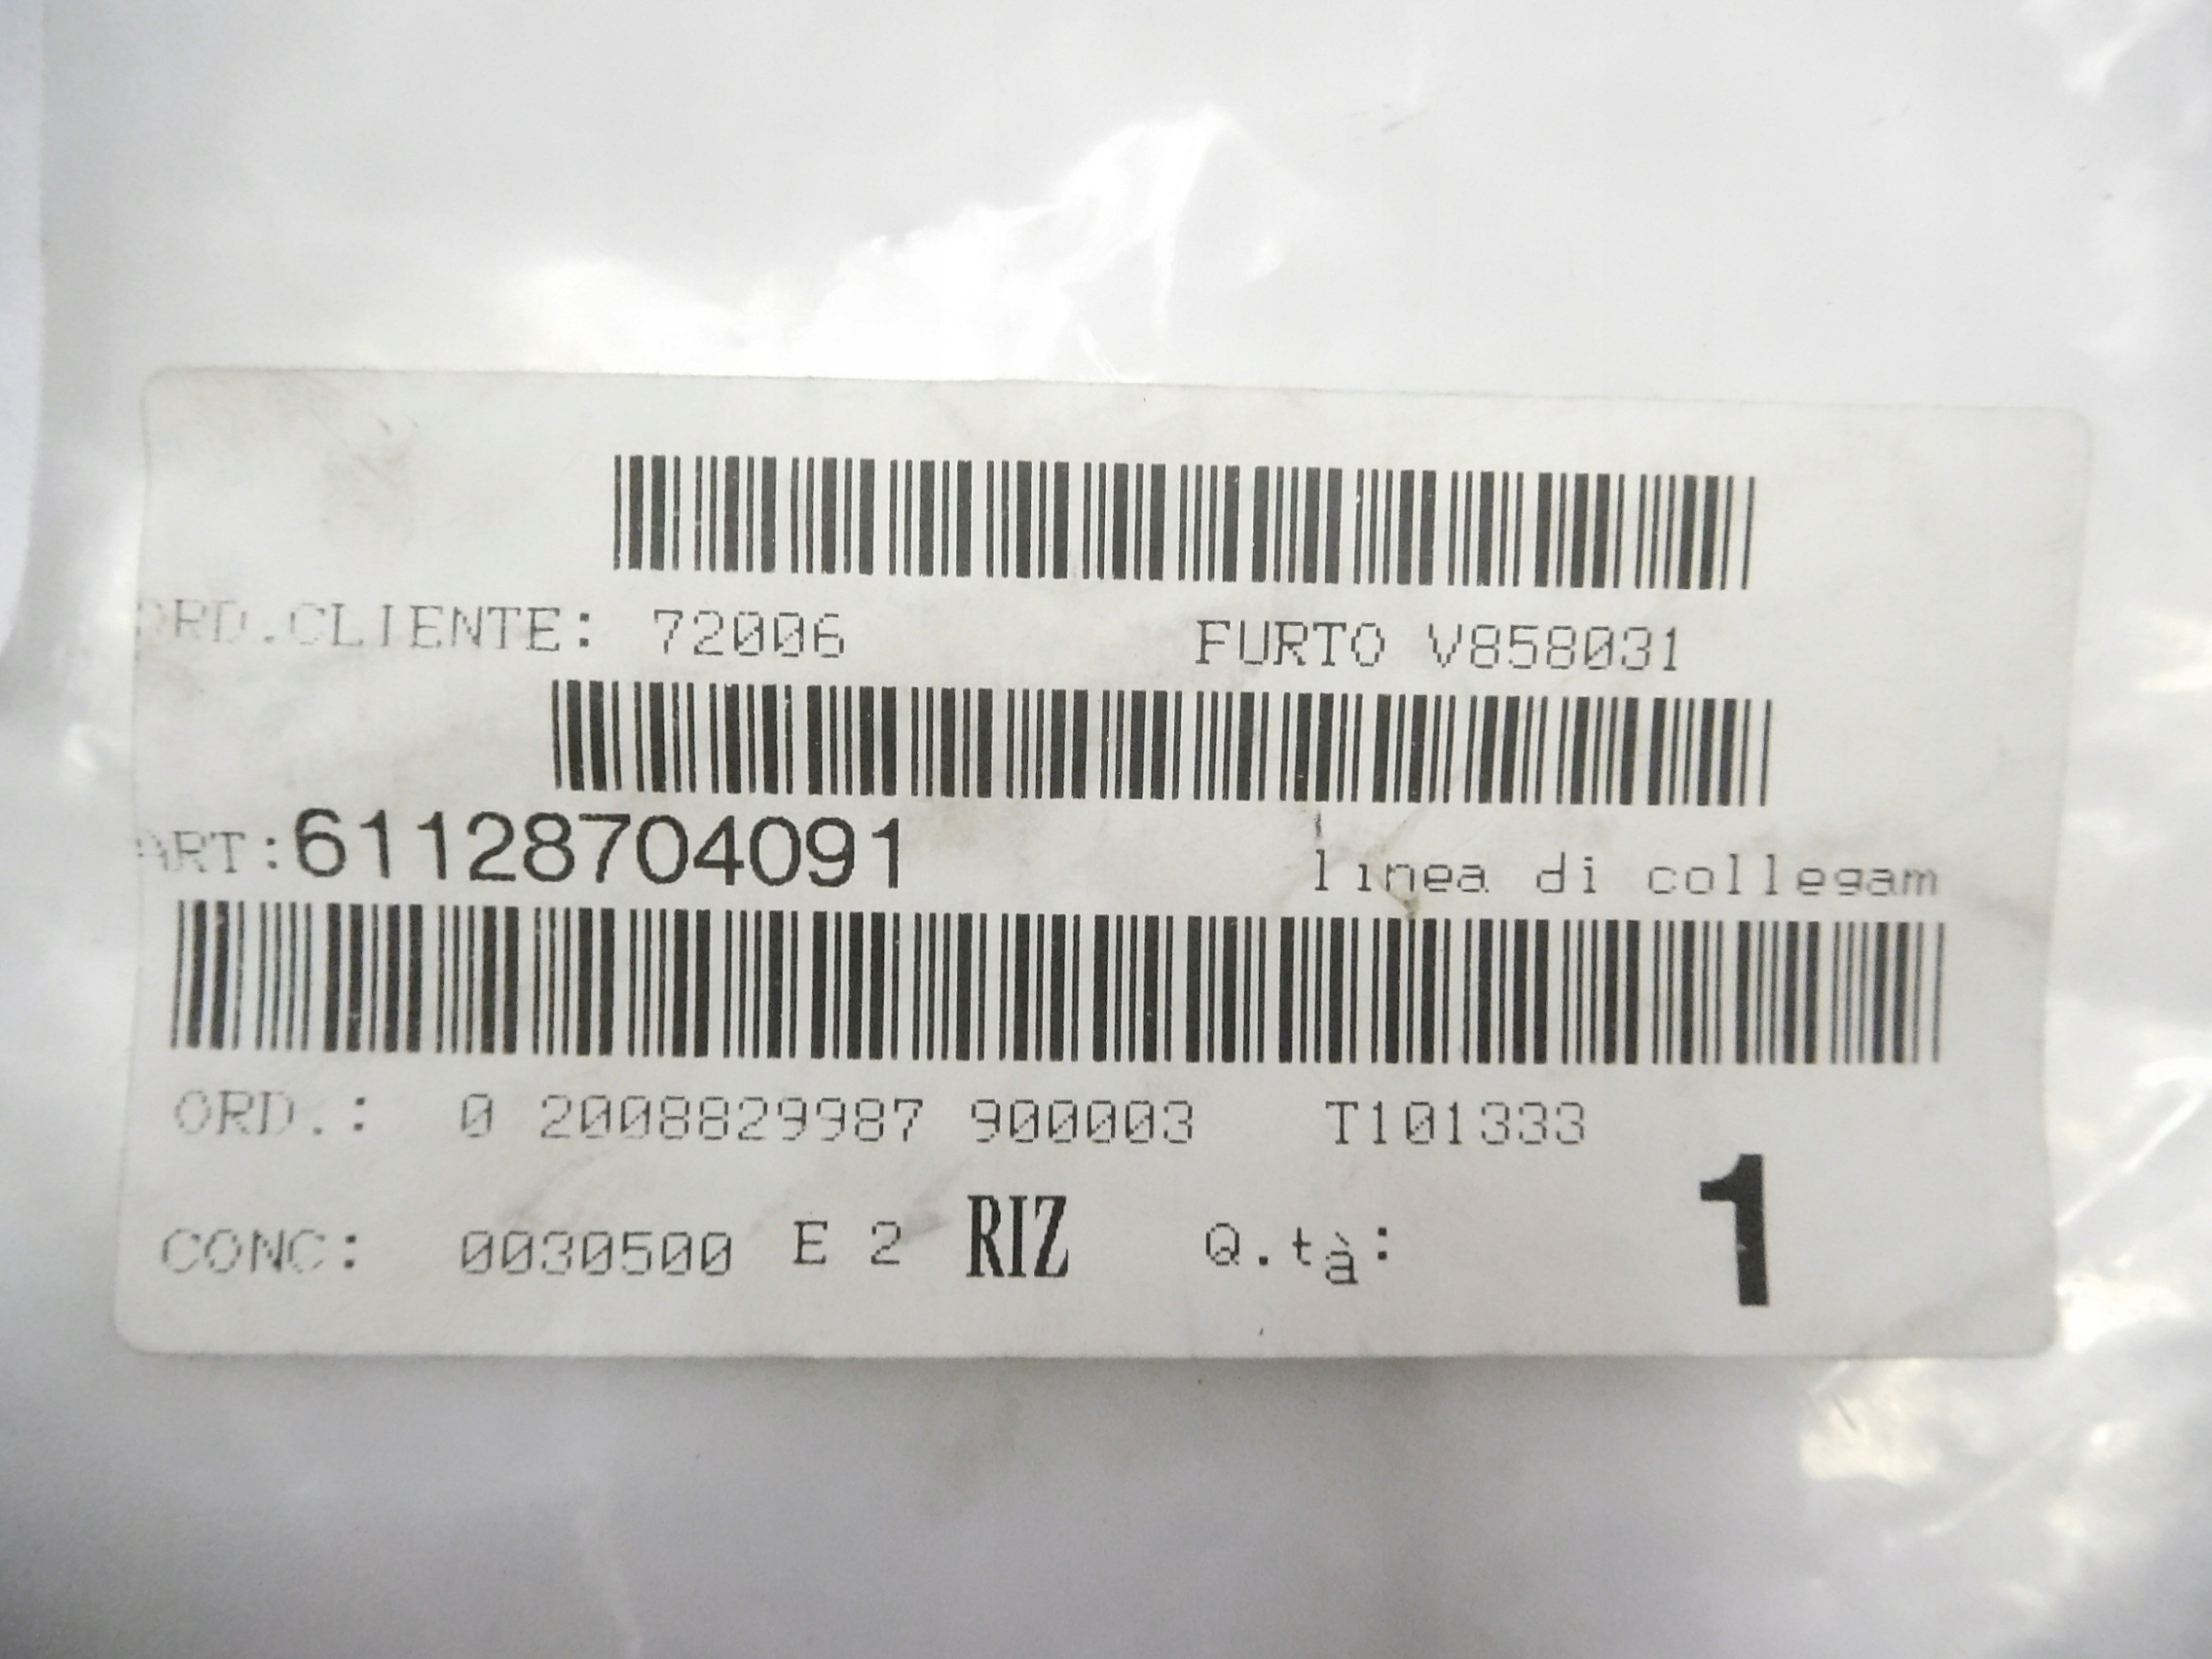 ORD.CLIENTE: 72006 FURTO V858031
ART:61128704091 linea di collegam
ORD.: 0 2008829987 900003 T101333
CONC: 0030500 E 2 RIZ Q.tà: 1